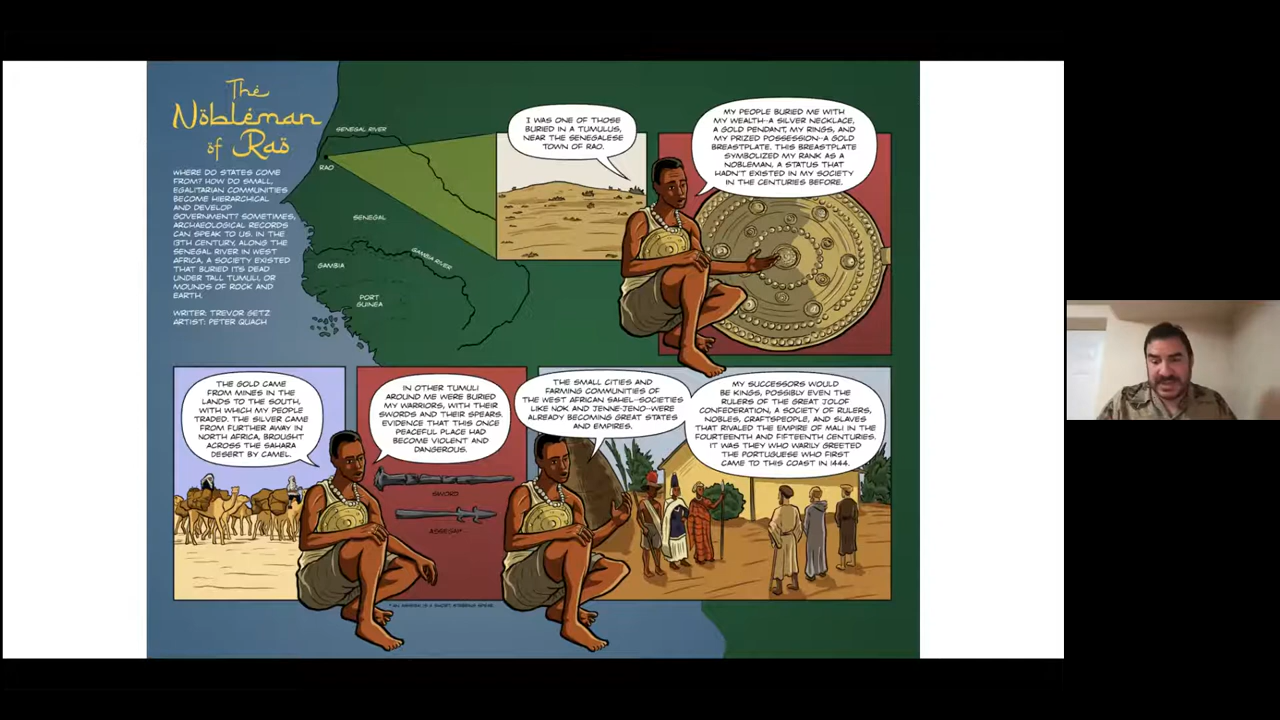 The
Nobleman
of Rao
WHERE DO STATES COME
FROM? HOW DO SMALL,
EGALITARIAN COMMUNITIES
BECOME HIERARCHICAL
AND DEVELOP
GOVERNMENT? SOMETIMES,
ARCHAEOLOGICAL RECORDS
CAN SPEAK TO US. IN THE
13TH CENTURY, ALONG THE
SENEGAL RIVER IN WEST
AFRICA, A SOCIETY EXISTED
THAT BURIED ITS DEAD
UNDER TALL TUMULI, OR
MOUNDS OF ROCK AND
EARTH.
WRITER: TREVOR GETZ
ARTIST: PETER QUACH
SENEGAL RIVER
RAO
SENEGAL
GAMBIA
GAMBIA RIVER
PORT
GUINEA
I WAS ONE OF THOSE
BURIED IN A TUMULUS,
NEAR THE SENEGALESE
TOWN OF RAO.
MY PEOPLE BURIED ME WITH
MY WEALTH--A SILVER NECKLACE,
A GOLD PENDANT, MY RINGS, AND
MY PRIZED POSSESSION--A GOLD
BREASTPLATE. THIS BREASTPLATE
SYMBOLIZED MY RANK AS A
NOBLEMAN, A STATUS THAT
HADN'T EXISTED IN MY SOCIETY
IN THE CENTURIES BEFORE.
THE GOLD CAME
FROM MINES IN THE
LANDS TO THE SOUTH,
WITH WHICH MY PEOPLE
TRADED. THE SILVER CAME
FROM FURTHER AWAY IN
NORTH AFRICA, BROUGHT
ACROSS THE SAHARA
DESERT BY CAMEL.
IN OTHER TUMULI
AROUND ME WERE BURIED
MY WARRIORS, WITH THEIR
SWORDS AND THEIR SPEARS.
EVIDENCE THAT THIS ONCE
PEACEFUL PLACE HAD
BECOME VIOLENT AND
DANGEROUS.
SWORD
ASSEGAI*
* AN ASSEGAI IS A SHORT, STABBING SPEAR.
THE SMALL CITIES AND
FARMING COMMUNITIES OF
THE WEST AFRICAN SAHEL--SOCIETIES
LIKE NOK AND JENNE-JENO--WERE
ALREADY BECOMING GREAT STATES
AND EMPIRES.
MY SUCCESSORS WOULD
BE KINGS, POSSIBLY EVEN THE
RULERS OF THE GREAT JOLOF
CONFEDERATION, A SOCIETY OF RULERS,
NOBLES, CRAFTSPEOPLE, AND SLAVES
THAT RIVALED THE EMPIRE OF MALI IN THE
FOURTEENTH AND FIFTEENTH CENTURIES.
IT WAS THEY WHO WARILY GREETED
THE PORTUGUESE WHO FIRST
CAME TO THIS COAST IN 1444.